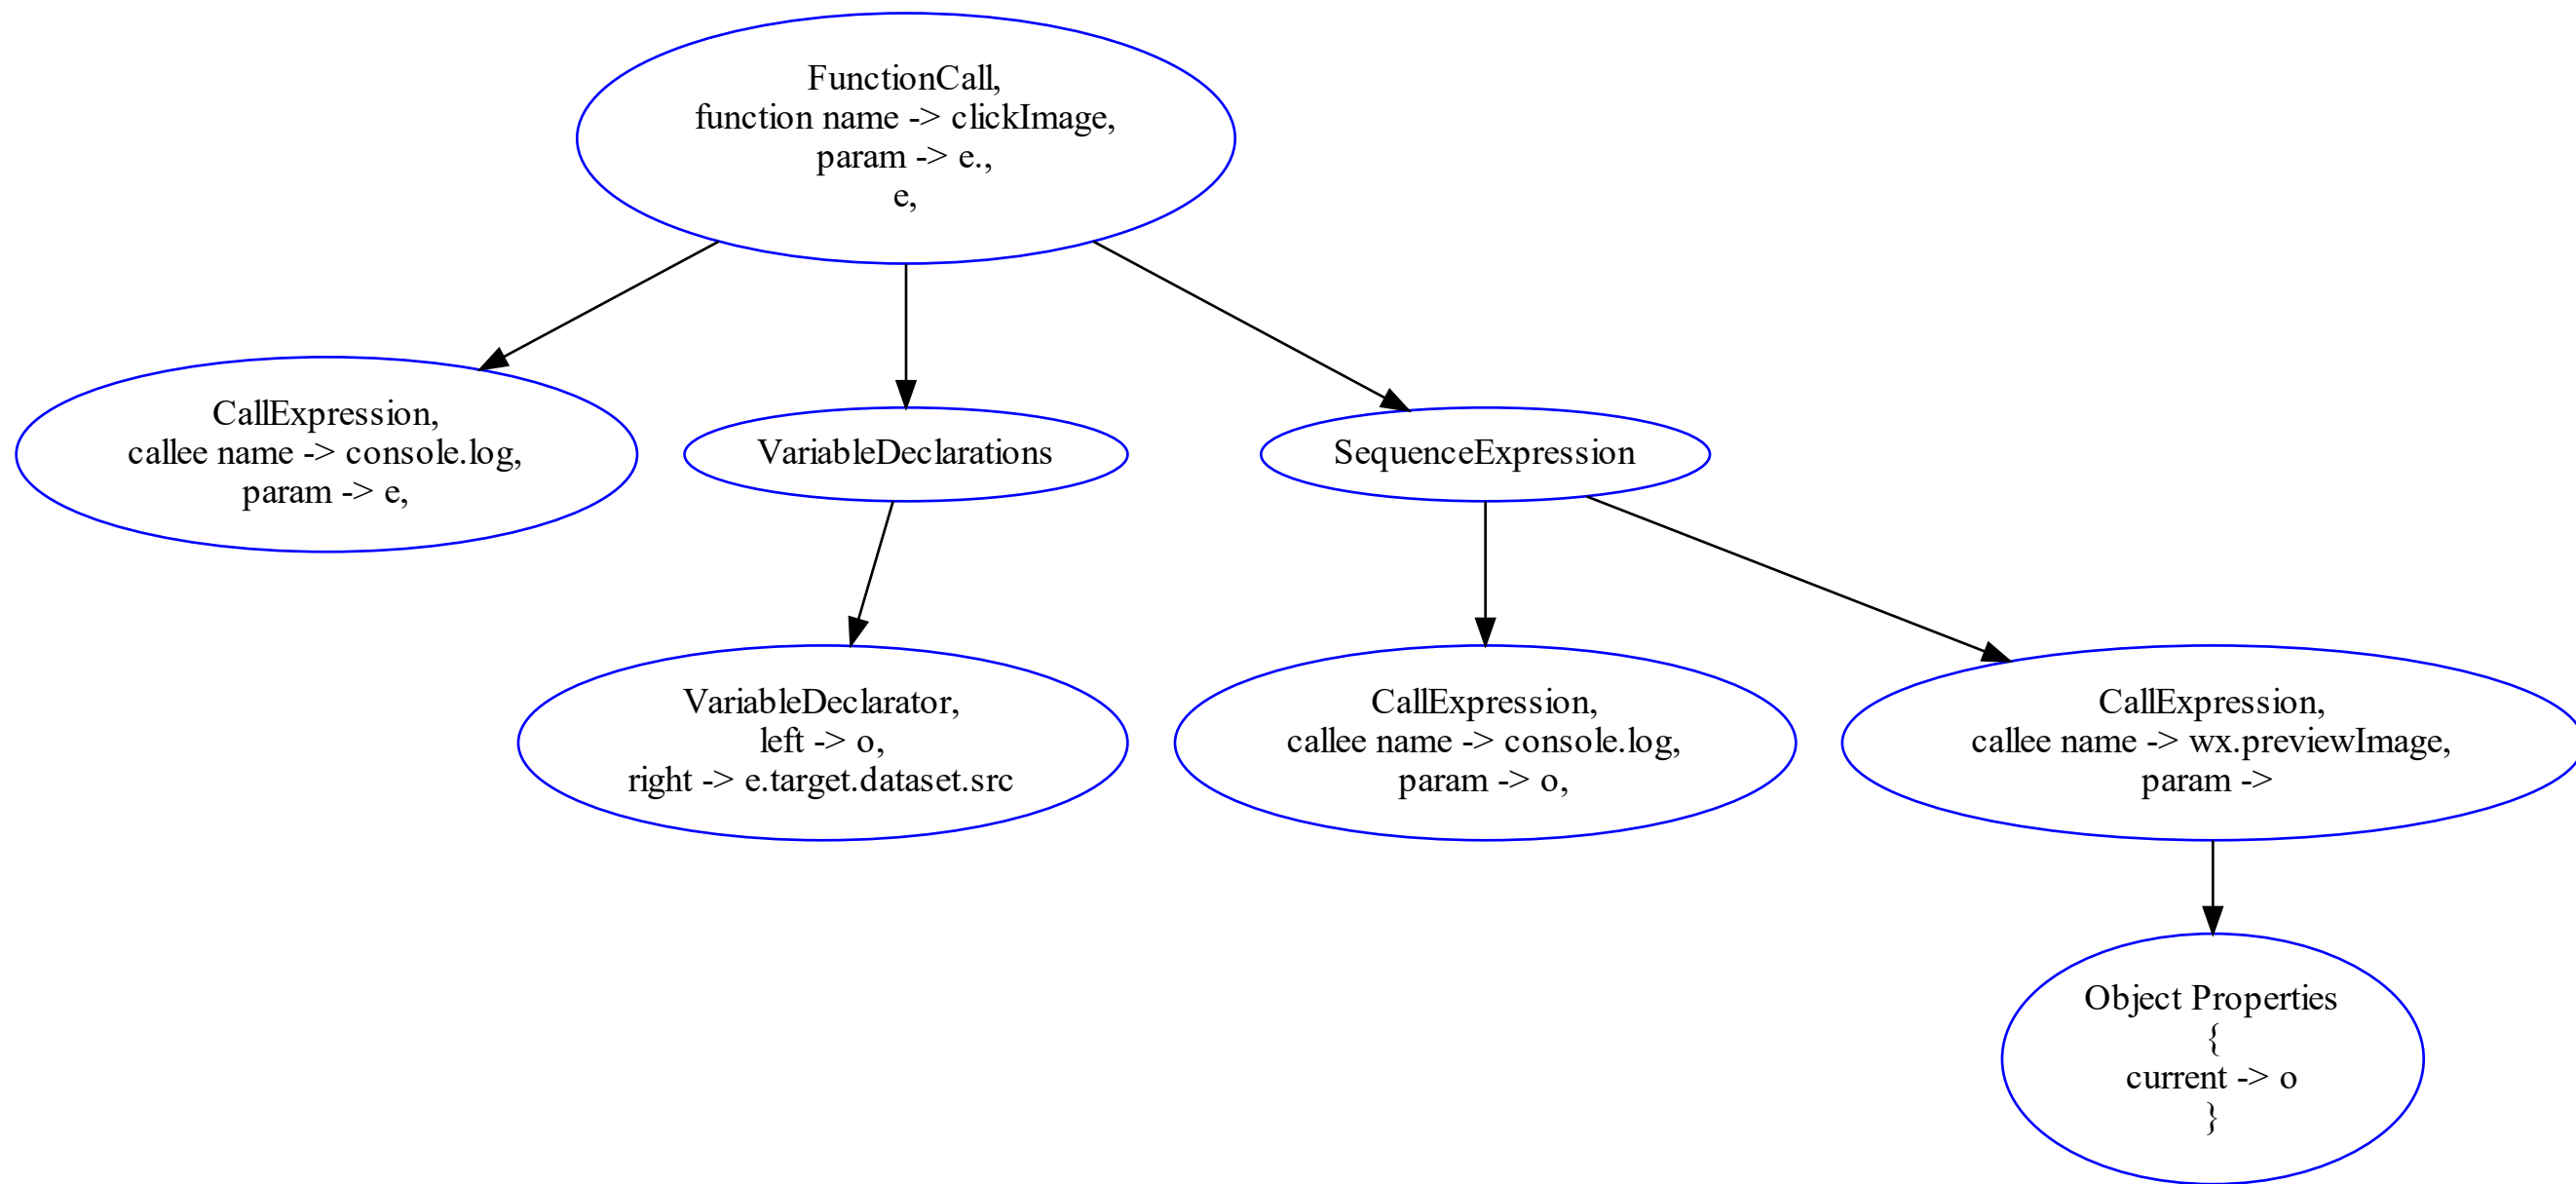 FunctionCall,
function name -> clickImage,
param -> e.,
e,
CallExpression,
callee name -> console.log,
param -> e,
VariableDeclarations
SequenceExpression
VariableDeclarator,
left -> o,
right -> e.target.dataset.src
CallExpression,
callee name -> console.log,
param -> o,
CallExpression,
callee name -> wx.previewImage,
param ->
Object Properties
{
current -> o
}